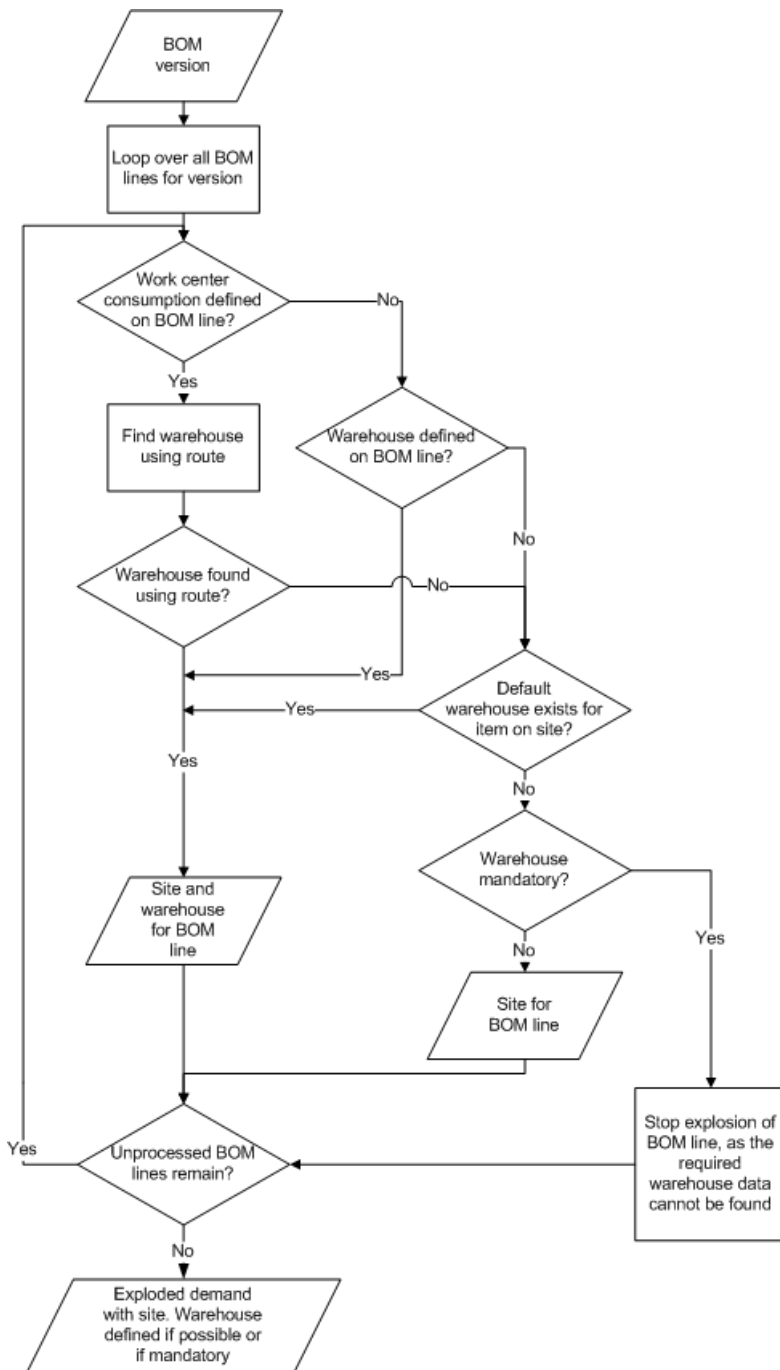 BOM
version
Loop over all BOM
lines for version
Work center
consumption defined
on BOM line?
No
Yes
Find warehouse
using route
Warehouse defined
on BOM line?
No
Warehouse found
using route?
No
Yes
Default
warehouse exists for
item on site?
Yes
Yes
No
Warehouse
mandatory?
Site and
warehouse
for BOM
line
Yes
No
Site for
BOM line
Stop explosion of
BOM line, as the
required
warehouse data
cannot be found
Yes
Unprocessed BOM
lines remain?
No
Exploded demand
with site. Warehouse
defined if possible or
if mandatory